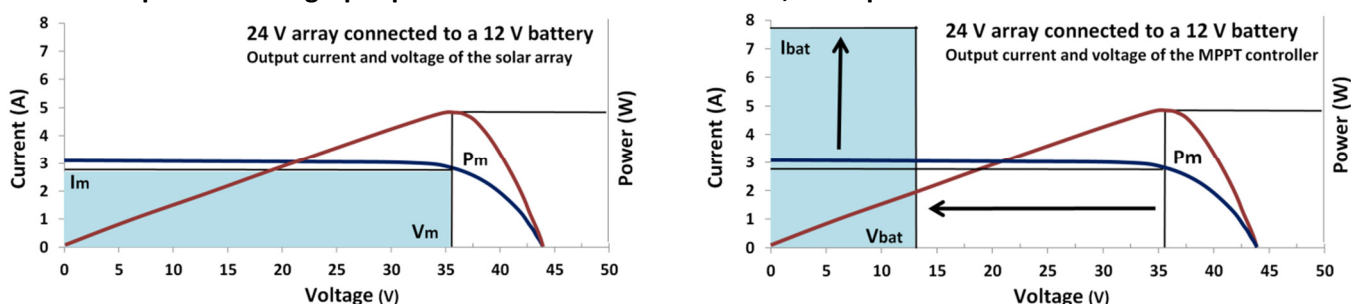 24 V array connected to a 12 V battery
Output current and voltage of the solar array
Current (A)
8
7
6
5
4
3
2
1
0
Im
Pm
Vm
Power (W)
0 5 10 15 20 25 30 35 40 45 50
Voltage (V)
24 V array connected to a 12 V battery
Output current and voltage of the MPPT controller
Current (A)
8
7
6
5
4
3
2
1
0
Ibat
Pm
Vbat
Power (W)
0 5 10 15 20 25 30 35 40 45 50
Voltage (V)